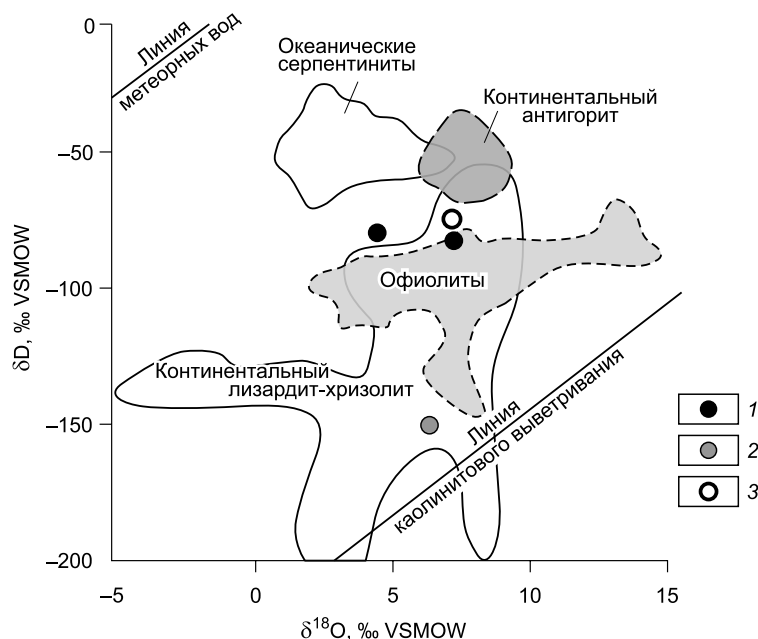 0
Линия
метеорных вод
Океанические
серпентиниты
Континентальный
антигорит
–50
δD, ‰ VSMOW
–100
Офиолиты
Континентальный
лизардит-хризолит
–150
Линия
каолинитового выветривания
1
2
3
–200
–5
0
5
10
15
δ18O, ‰ VSMOW